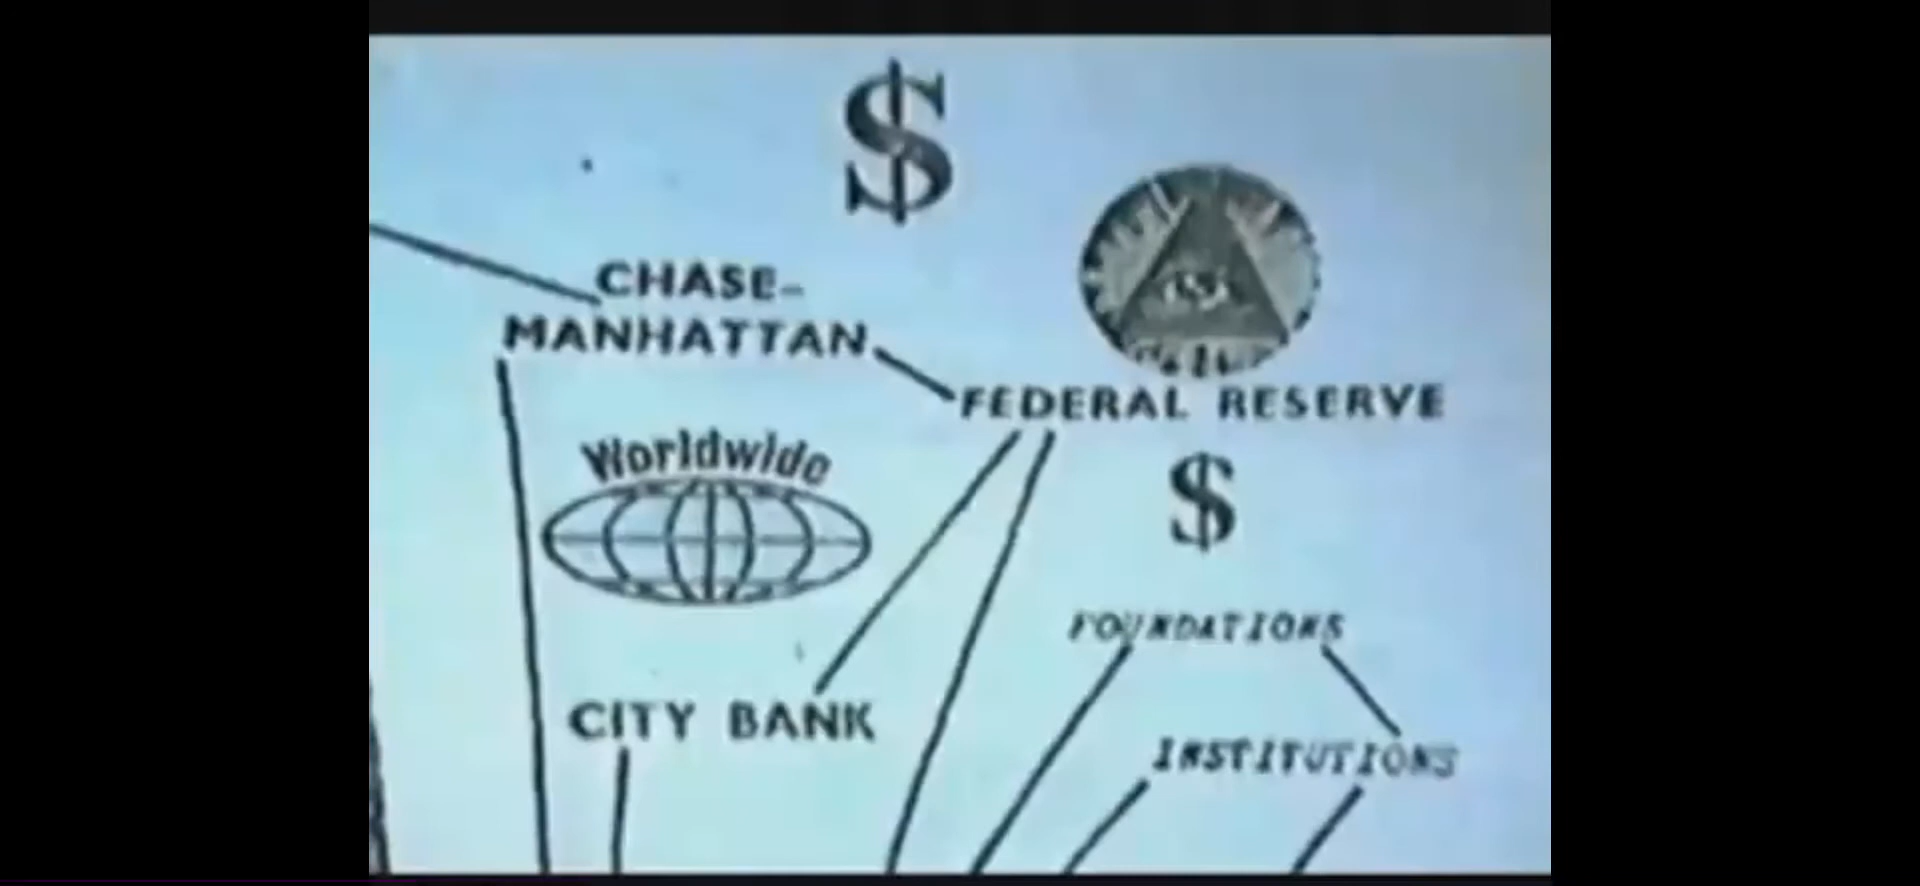 $
CHASE-
MANHATTAN
FEDERAL RESERVE
Worldwide
$
FOUNDATIONS
CITY BANK
INSTITUTIONS